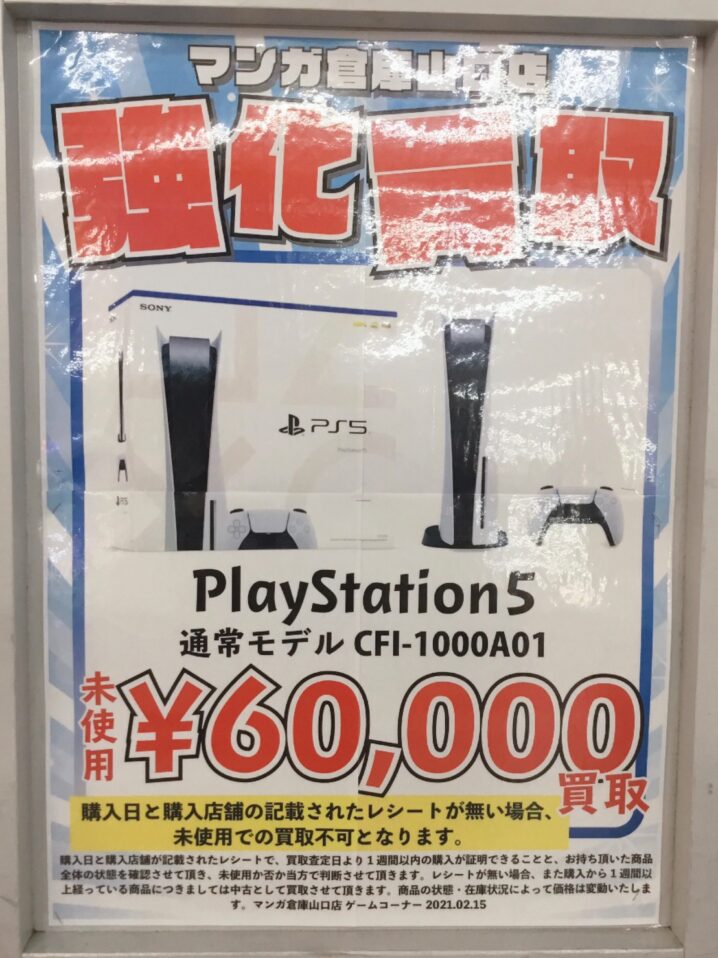 マンガ倉庫山口店
強化買取
SONY
PS5
PlayStation5
通常モデル CFI-1000A01
未使用
¥60,000
買取
購入日と購入店舗の記載されたレシートが無い場合、
未使用での買取不可となります。
購入日と購入店舗が記載されたレシートで、買取査定日より1週間以内の購入が証明できることと、お持ち頂いた商品
全体の状態を確認させて頂き、未使用か否か当方で判断させて頂きます。レシートが無い場合、また購入から1週間以
上経っている商品につきましては中古として買取させて頂きます。商品の状態・在庫状況によって価格は変動いたしま
す。マンガ倉庫山口店 ゲームコーナー 2021.02.15